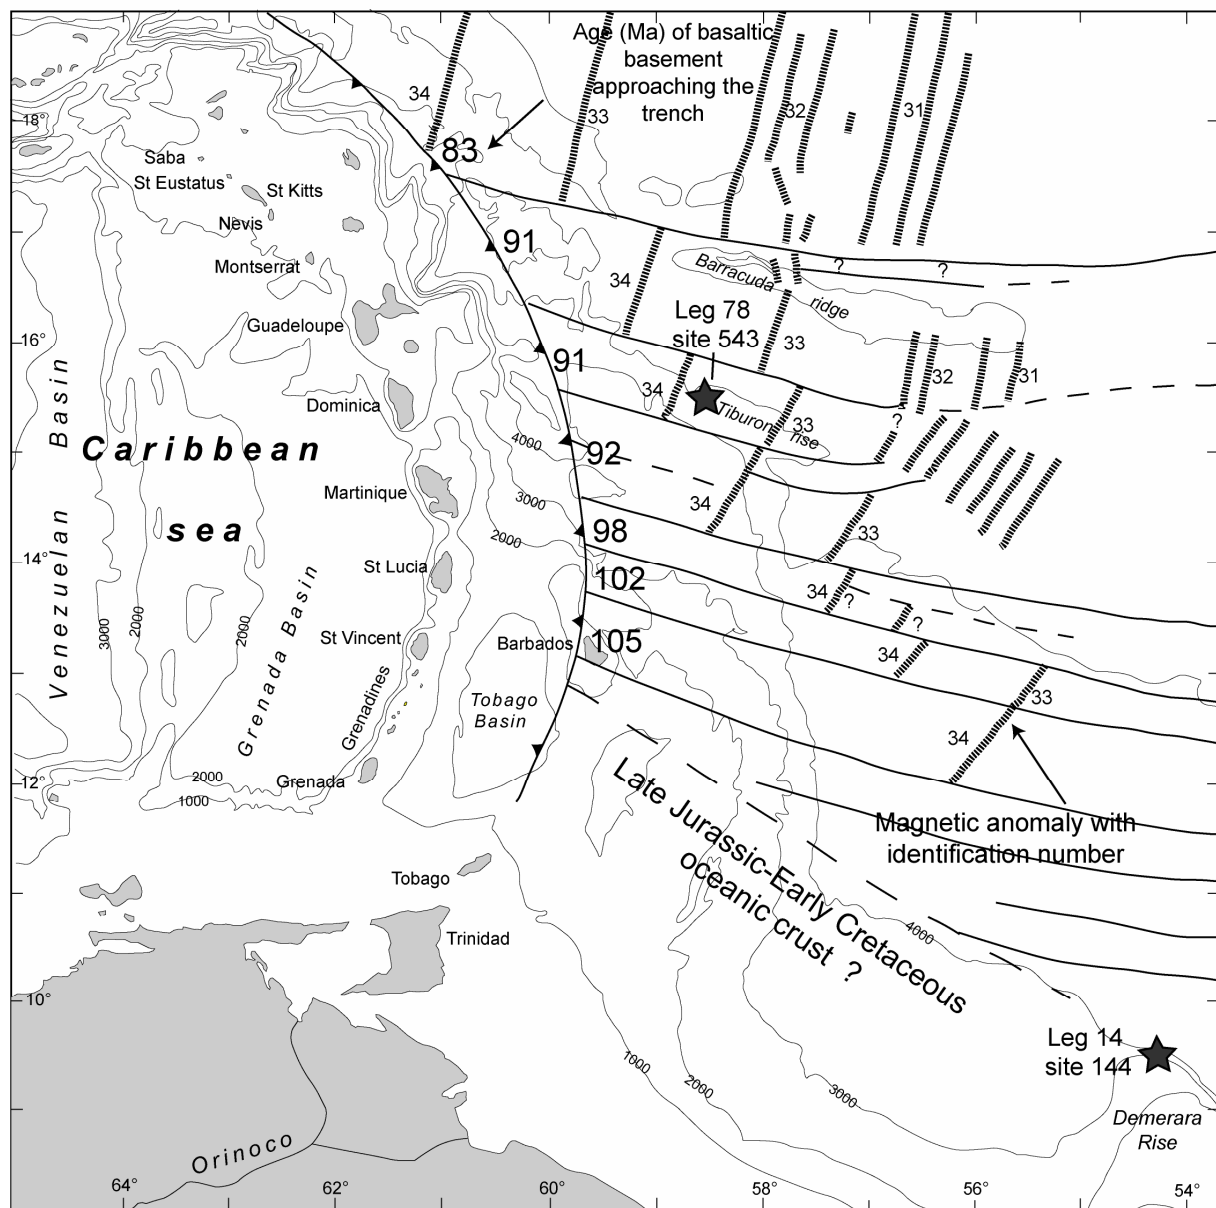 Age (Ma) of basaltic
basement
approaching the
trench
34
33
32
31
18°
83
Saba
St Eustatus
St Kitts
Nevis
91
Montserrat
34
Barracuda
ridge
?
?
Leg 78
site 543
Guadeloupe
16°
33
91
34
32
31
Dominica
Tiburon rise
33
?
Caribbean
sea
Venezuelan Basin
4000
92
Martinique
3000
34
2000
98
33
14°
St Lucia
102
34
?
?
3000
2000
2000
St Vincent
Barbados
105
34
33
Grenada Basin
Grenadines
Tobago
Basin
34
12°
2000
1000
Grenada
Late Jurassic-Early Cretaceous
oceanic crust ?
Magnetic anomaly with
identification number
Tobago
Trinidad
4000
10°
Leg 14
site 144
1000
2000
3000
Demerara
Rise
Orinoco
64°
62°
60°
58°
56°
54°